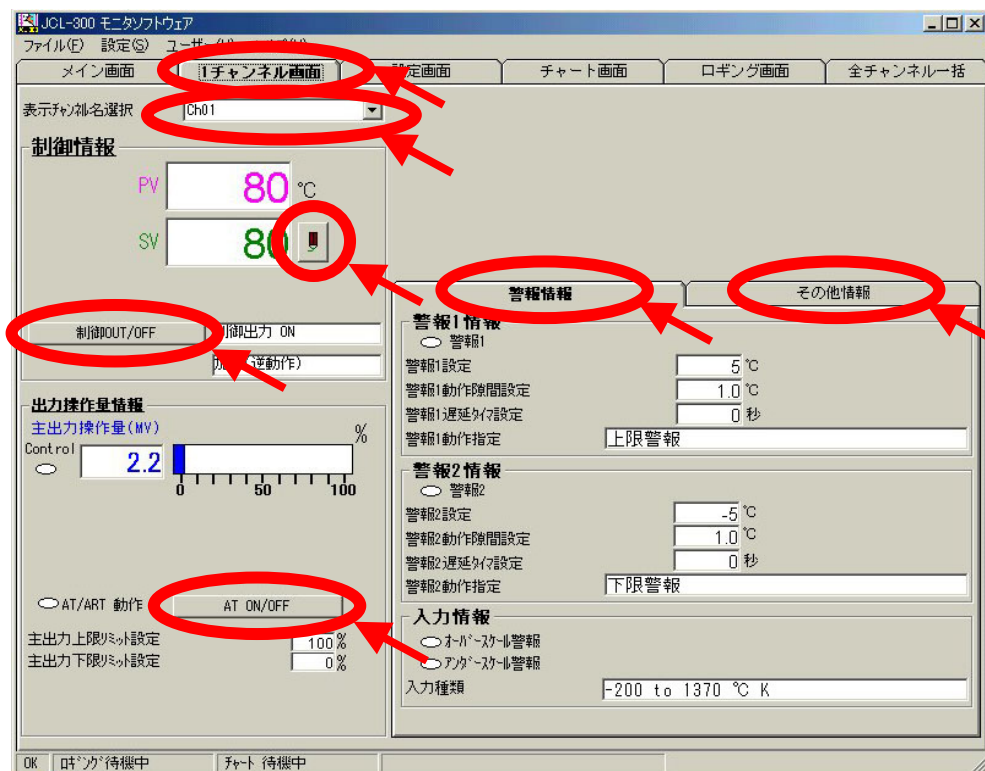 JCL-300 モニタソフトウェア
ファイル(F) 設定(S)
メイン画面 1チャンネル画面 設定画面 チャート画面 ロギング画面 全チャンネル一括
表示ﾁｬﾝﾈﾙ名選択 Ch01
制御情報
PV 80 ℃
SV 80
警報情報 その他情報
制御OUT/OFF 制御出力 ON
逆動作)
出力操作量情報
主出力操作量(MV) %
Control 2.2
0 50 100
AT/ART 動作 AT ON/OFF
主出力上限ﾘﾐｯﾄ設定 100 %
主出力下限ﾘﾐｯﾄ設定 0 %
警報1情報
警報1
警報1設定 5 ℃
警報1動作隙間設定 1.0 ℃
警報1遅延ﾀｲﾏ設定 0 秒
警報1動作指定 上限警報
警報2情報
警報2
警報2設定 -5 ℃
警報2動作隙間設定 1.0 ℃
警報2遅延ﾀｲﾏ設定 0 秒
警報2動作指定 下限警報
入力情報
ｵｰﾊﾞｰｽｹｰﾙ警報
ｱﾝﾀﾞｰｽｹｰﾙ警報
入力種類 -200 to 1370 ℃ K
OK ﾛｷﾞﾝｸﾞ待機中 ﾁｬｰﾄ 待機中